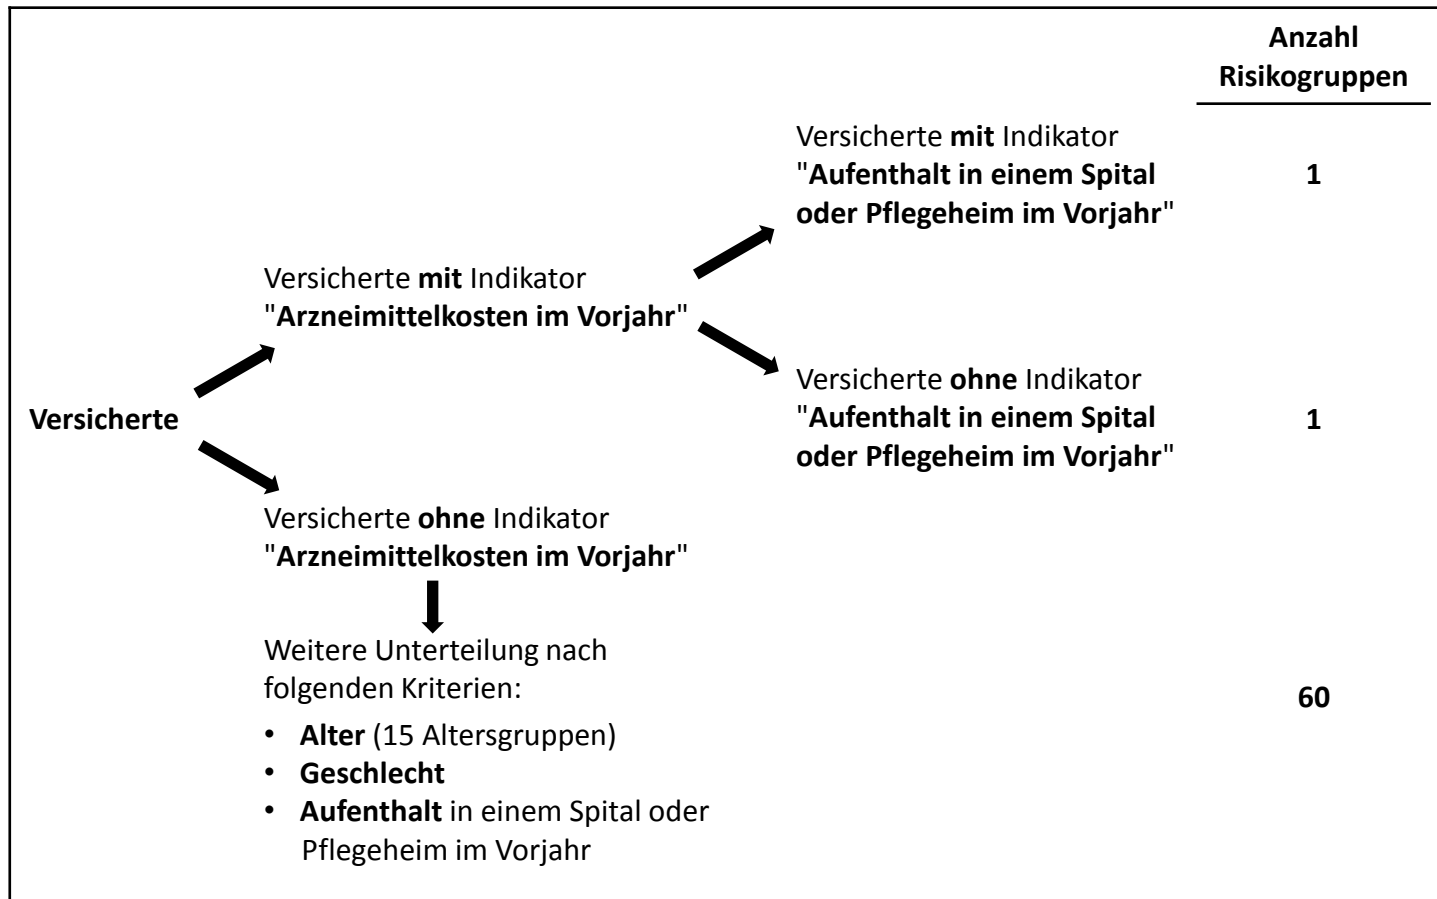 Anzahl
Risikogruppen
Versicherte mit Indikator
"Aufenthalt in einem Spital
oder Pflegeheim im Vorjahr"
1
Versicherte mit Indikator
"Arzneimittelkosten im Vorjahr"
Versicherte ohne Indikator
"Aufenthalt in einem Spital
oder Pflegeheim im Vorjahr"
1
Versicherte
Versicherte ohne Indikator
"Arzneimittelkosten im Vorjahr"
Weitere Unterteilung nach
folgenden Kriterien:
60
• Alter (15 Altersgruppen)
• Geschlecht
• Aufenthalt in einem Spital oder
Pflegeheim im Vorjahr